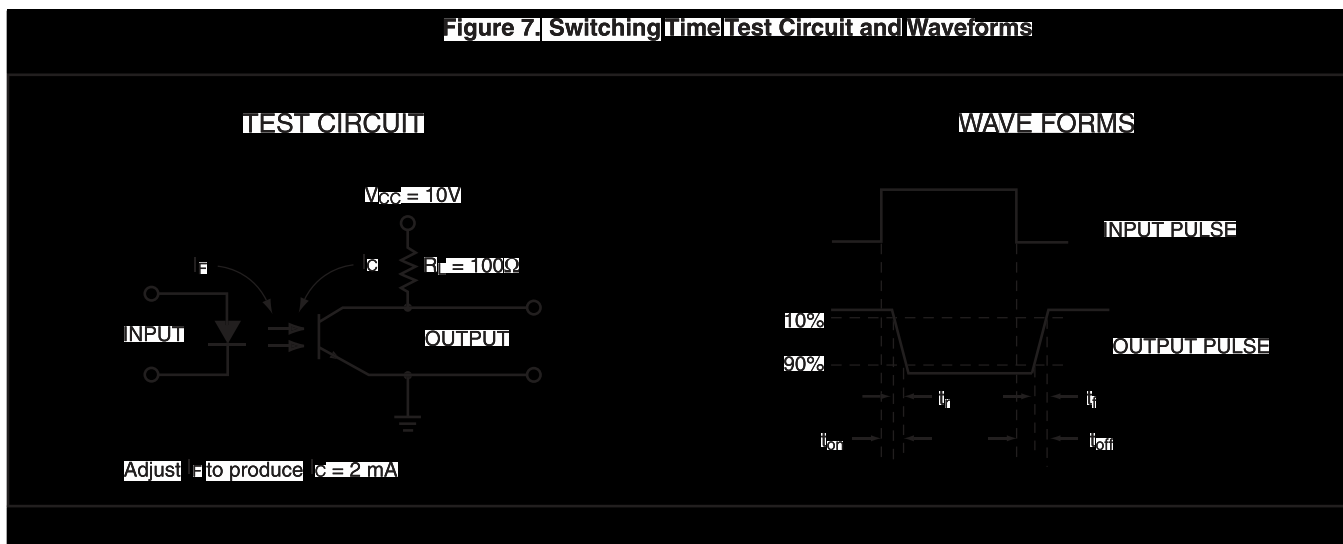 Figure 7. Switching Time Test Circuit and Waveforms
TEST CIRCUIT
WAVE FORMS
VCC = 10V
INPUT PULSE
IF
IC
RL = 100Ω
INPUT
OUTPUT
10%
OUTPUT PULSE
90%
tr
tf
ton
toff
Adjust IF to produce IC = 2 mA